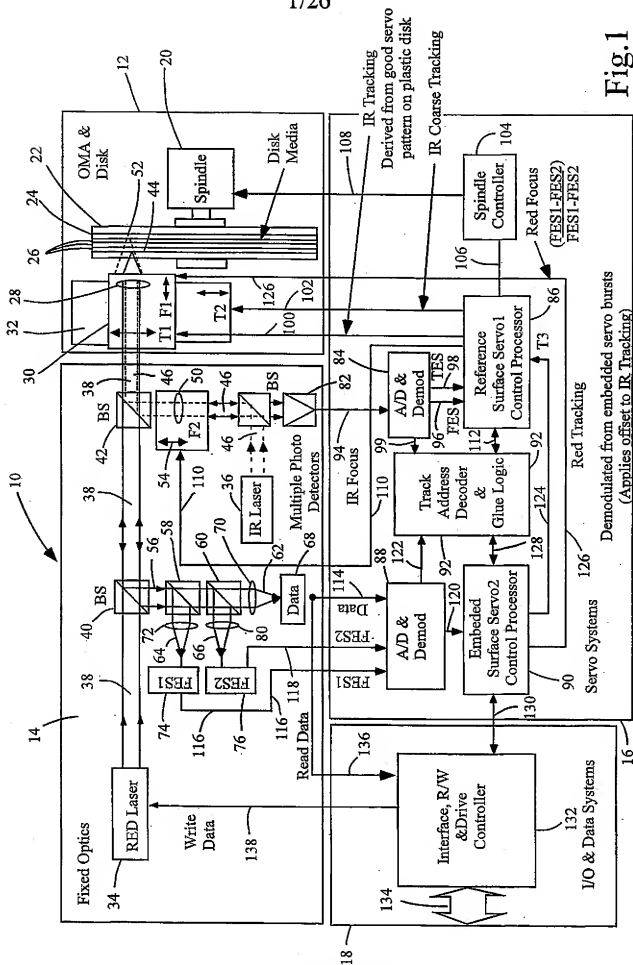 1/26
Fig.1
10
14
Fixed Optics
RED Laser
34
38
BS
40
38
BS
42
38
46
30
32
28
26
24
22
52
44
OMA &
Disk
12
20
Spindle
Disk
Media
T1
F1
T2
56
58
60
70
62
68
Data
72
64
80
66
FES1
74
FES2
76
54
50
F2
46
BS
82
46
36
IR Laser
Multiple Photo
Detectors
110
IR Focus
110
94
116
116
118
114
Data
FES2
FES1
Read Data
136
Write
Data
138
100
102
126
108
IR Tracking
Derived from good servo
pattern on plastic disk
IR Coarse Tracking
Spindle
Controller
104
106
84
A/D &
Demod
99
96
FES
TES
98
Reference
Surface Servo1
Control Processor
86
112
Track
Address
Decoder
&
Glue Logic
92
92
88
A/D &
Demod
122
120
128
124
T3
Embeded
Surface Servo2
Control Processor
90
Servo Systems
126
Red Tracking
Demodulated from embedded servo bursts
(Applies offset to IR Tracking)
Red Focus
(FES1-FES2)
FES1-FES2
130
16
Interface, R/W
&Drive
Controller
132
134
I/O & Data Systems
18